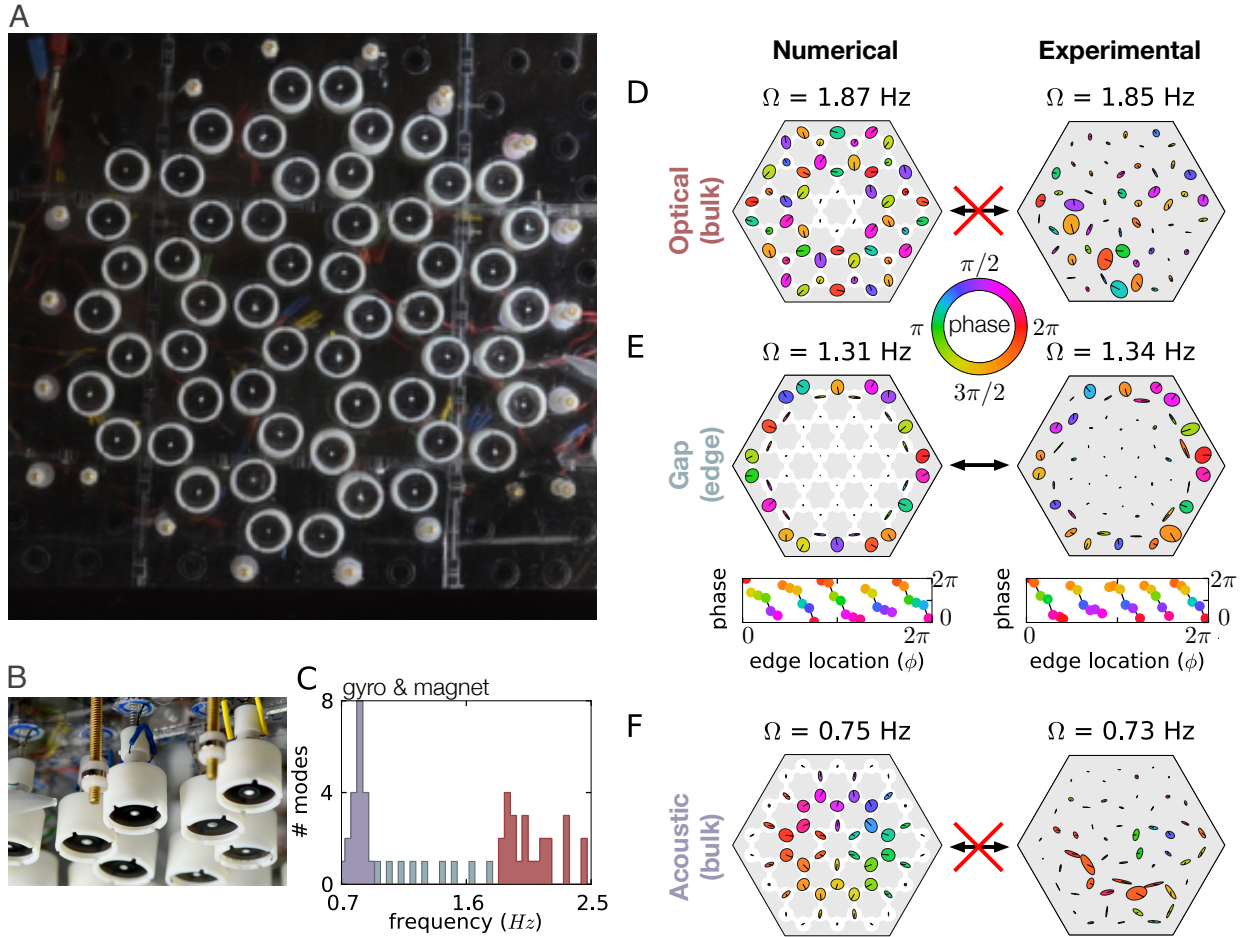 A
Numerical
Experimental
D
Ω = 1.87 Hz
Ω = 1.85 Hz
Optical
(bulk)
π/2
π
phase
2π
3π/2
E
Ω = 1.31 Hz
Ω = 1.34 Hz
Gap
(edge)
phase
2π
0
0
2π
edge location (ϕ)
phase
2π
0
0
2π
edge location (ϕ)
B
C
gyro & magnet
8
4
0
# modes
0.7
1.6
2.5
frequency (Hz)
F
Ω = 0.75 Hz
Ω = 0.73 Hz
Acoustic
(bulk)